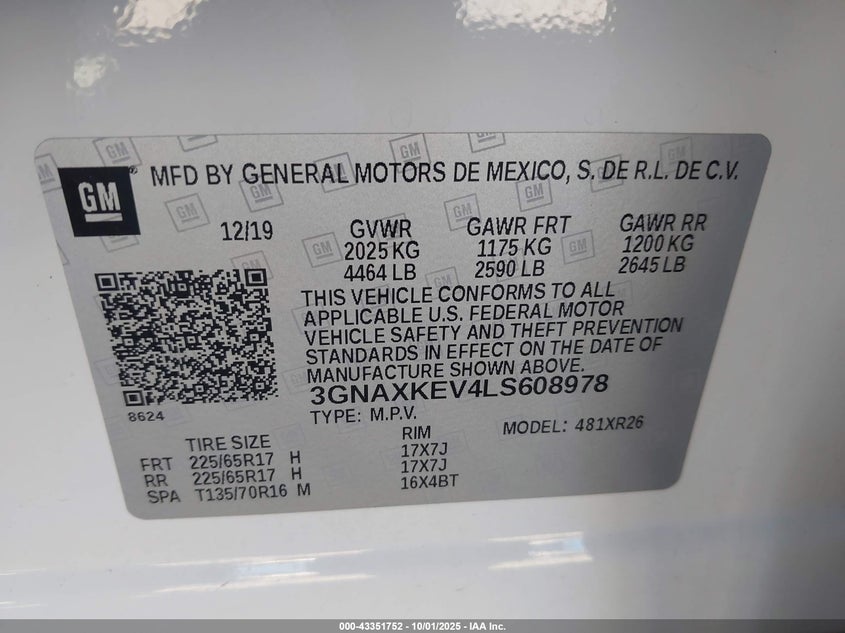 GM
MFD BY GENERAL MOTORS DE MEXICO, S. DE R.L. DE C.V.
12/19 GVWR GAWR FRT GAWR RR
2025 KG 1175 KG 1200 KG
4464 LB 2590 LB 2645 LB
THIS VEHICLE CONFORMS TO ALL
APPLICABLE U.S. FEDERAL MOTOR
VEHICLE SAFETY AND THEFT PREVENTION
STANDARDS IN EFFECT ON THE DATE OF
MANUFACTURE SHOWN ABOVE.
3GNAXKEV4LS608978
8624
TYPE: M.P.V. MODEL: 481XR26
TIRE SIZE RIM
FRT 225/65R17 H 17X7J
RR 225/65R17 H 17X7J
SPA T135/70R16 M 16X4BT
000-43351752 - 10/01/2025 - IAA Inc.